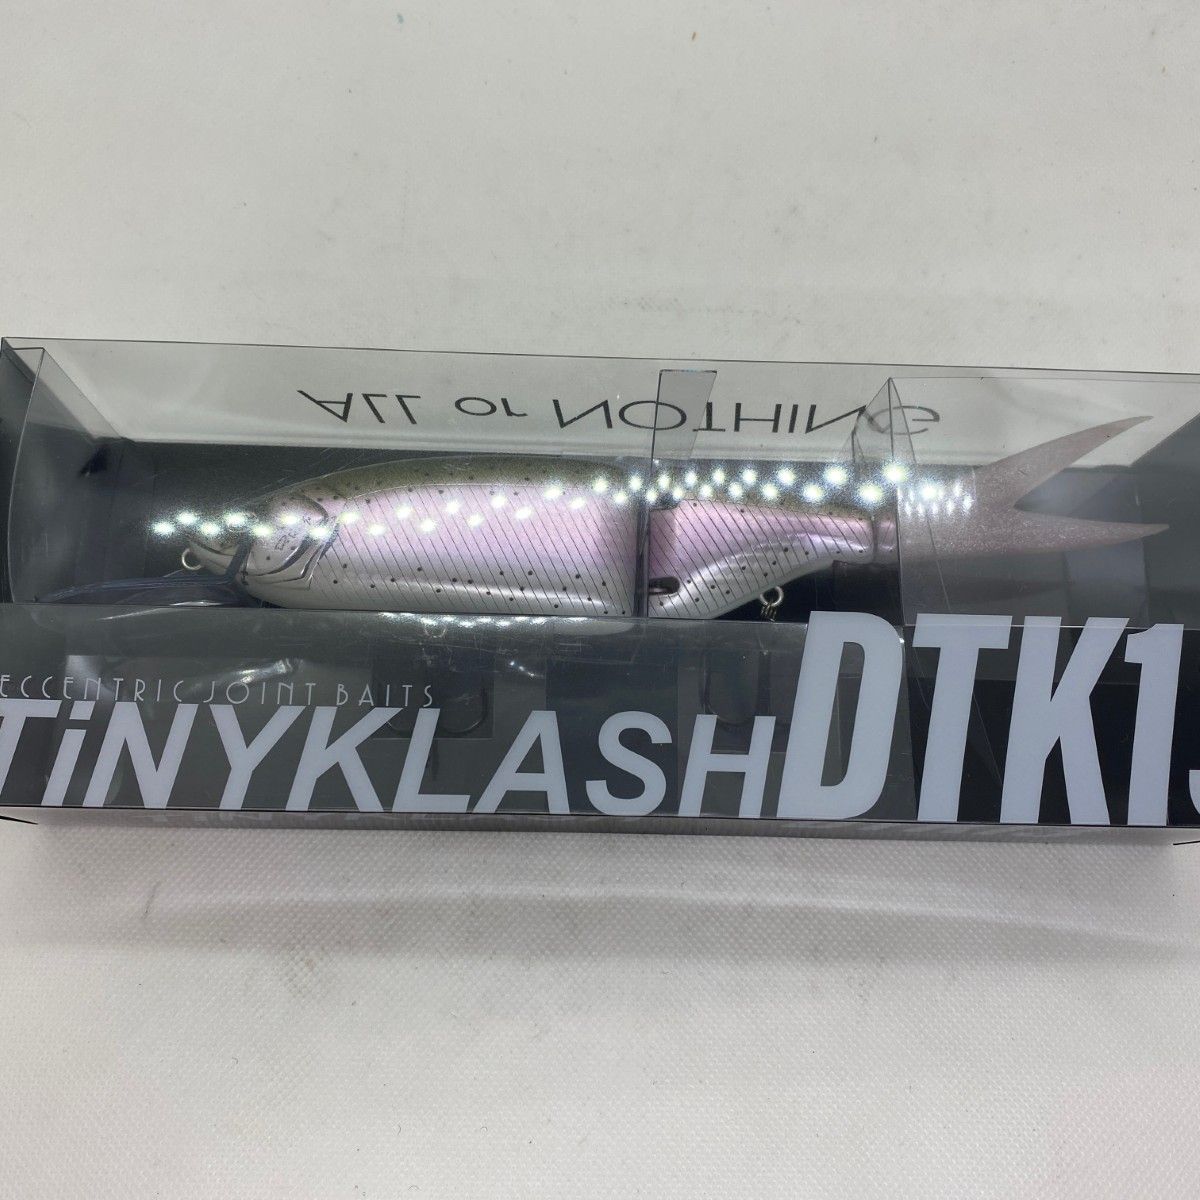 ALL or NOTHING
ECCENTRIC JOINT BAITS
TiNYKLASH DTK1